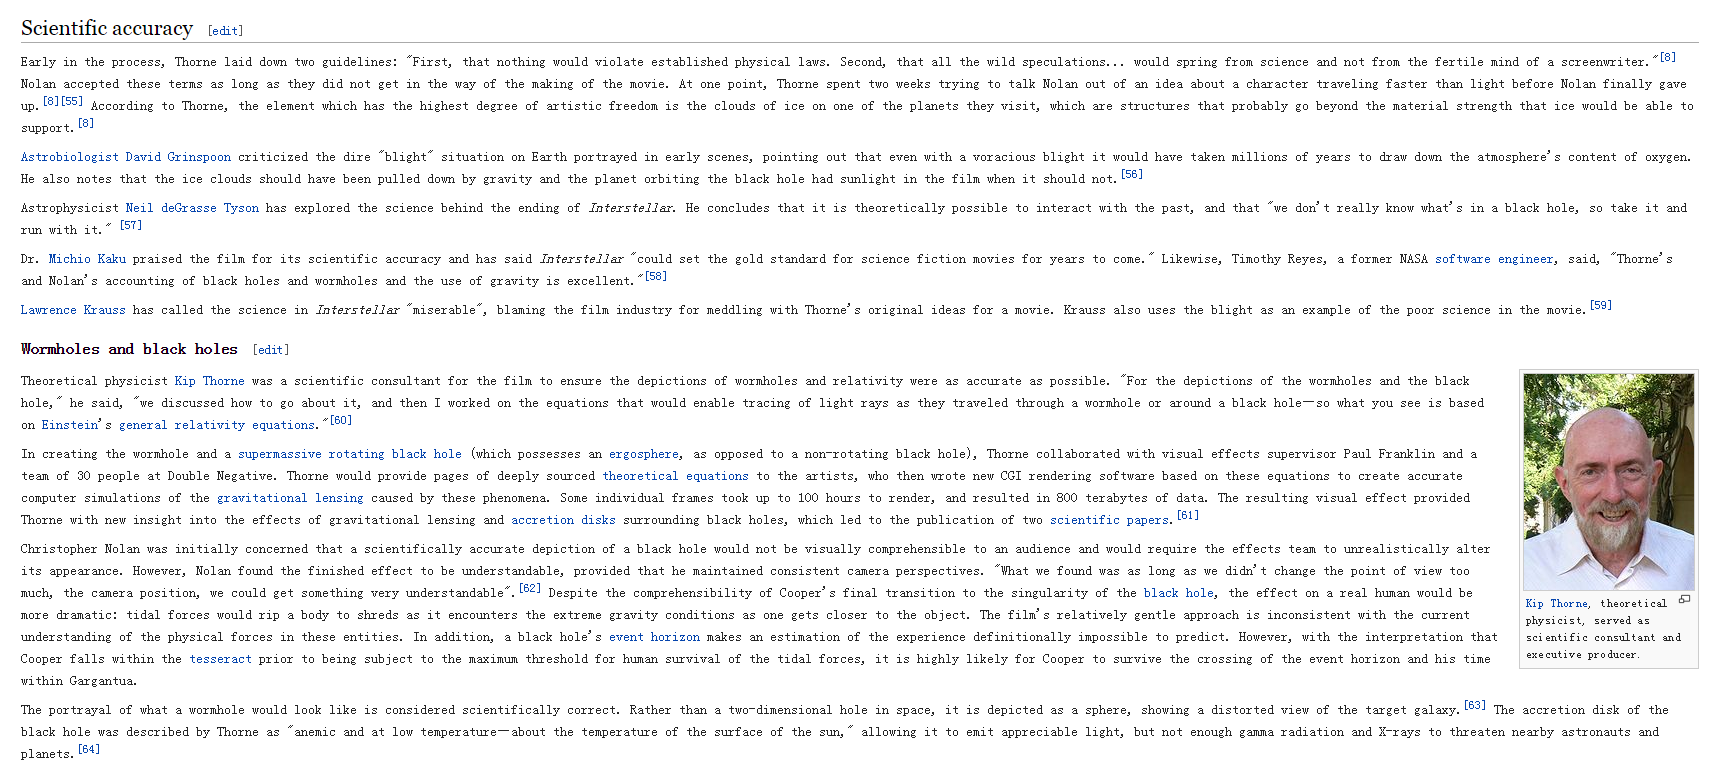 Scientific accuracy [edit]
Early in the process, Thorne laid down two guidelines: "First, that nothing would violate established physical laws. Second, that all the wild speculations... would spring from science and not from the fertile mind of a screenwriter."[8]
Nolan accepted these terms as long as they did not get in the way of the making of the movie. At one point, Thorne spent two weeks trying to talk Nolan out of an idea about a character traveling faster than light before Nolan finally gave
up.[8][55] According to Thorne, the element which has the highest degree of artistic freedom is the clouds of ice on one of the planets they visit, which are structures that probably go beyond the material strength that ice would be able to
support.[8]
Astrobiologist David Grinspoon criticized the dire "blight" situation on Earth portrayed in early scenes, pointing out that even with a voracious blight it would have taken millions of years to draw down the atmosphere's content of oxygen.
He also notes that the ice clouds should have been pulled down by gravity and the planet orbiting the black hole had sunlight in the film when it should not.[56]
Astrophysicist Neil deGrasse Tyson has explored the science behind the ending of Interstellar. He concludes that it is theoretically possible to interact with the past, and that "we don't really know what's in a black hole, so take it and
run with it." [57]
Dr. Michio Kaku praised the film for its scientific accuracy and has said Interstellar "could set the gold standard for science fiction movies for years to come." Likewise, Timothy Reyes, a former NASA software engineer, said, "Thorne's
and Nolan's accounting of black holes and wormholes and the use of gravity is excellent."[58]
Lawrence Krauss has called the science in Interstellar "miserable", blaming the film industry for meddling with Thorne's original ideas for a movie. Krauss also uses the blight as an example of the poor science in the movie.[59]
Wormholes and black holes [edit]
Theoretical physicist Kip Thorne was a scientific consultant for the film to ensure the depictions of wormholes and relativity were as accurate as possible. "For the depictions of the wormholes and the black
hole," he said, "we discussed how to go about it, and then I worked on the equations that would enable tracing of light rays as they traveled through a wormhole or around a black hole—so what you see is based
on Einstein's general relativity equations."[60]
In creating the wormhole and a supermassive rotating black hole (which possesses an ergosphere, as opposed to a non-rotating black hole), Thorne collaborated with visual effects supervisor Paul Franklin and a
team of 30 people at Double Negative. Thorne would provide pages of deeply sourced theoretical equations to the artists, who then wrote new CGI rendering software based on these equations to create accurate
computer simulations of the gravitational lensing caused by these phenomena. Some individual frames took up to 100 hours to render, and resulted in 800 terabytes of data. The resulting visual effect provided
Thorne with new insight into the effects of gravitational lensing and accretion disks surrounding black holes, which led to the publication of two scientific papers.[61]
Christopher Nolan was initially concerned that a scientifically accurate depiction of a black hole would not be visually comprehensible to an audience and would require the effects team to unrealistically alter
its appearance. However, Nolan found the finished effect to be understandable, provided that he maintained consistent camera perspectives. "What we found was as long as we didn't change the point of view too
much, the camera position, we could get something very understandable".[62] Despite the comprehensibility of Cooper's final transition to the singularity of the black hole, the effect on a real human would be
more dramatic: tidal forces would rip a body to shreds as it encounters the extreme gravity conditions as one gets closer to the object. The film's relatively gentle approach is inconsistent with the current
understanding of the physical forces in these entities. In addition, a black hole's event horizon makes an estimation of the experience definitionally impossible to predict. However, with the interpretation that
Cooper falls within the tesseract prior to being subject to the maximum threshold for human survival of the tidal forces, it is highly likely for Cooper to survive the crossing of the event horizon and his time
within Gargantua.
The portrayal of what a wormhole would look like is considered scientifically correct. Rather than a two-dimensional hole in space, it is depicted as a sphere, showing a distorted view of the target galaxy.[63] The accretion disk of the
black hole was described by Thorne as "anemic and at low temperature—about the temperature of the surface of the sun," allowing it to emit appreciable light, but not enough gamma radiation and X-rays to threaten nearby astronauts and
planets.[64]
Kip Thorne, theoretical
physicist, served as
scientific consultant and
executive producer.